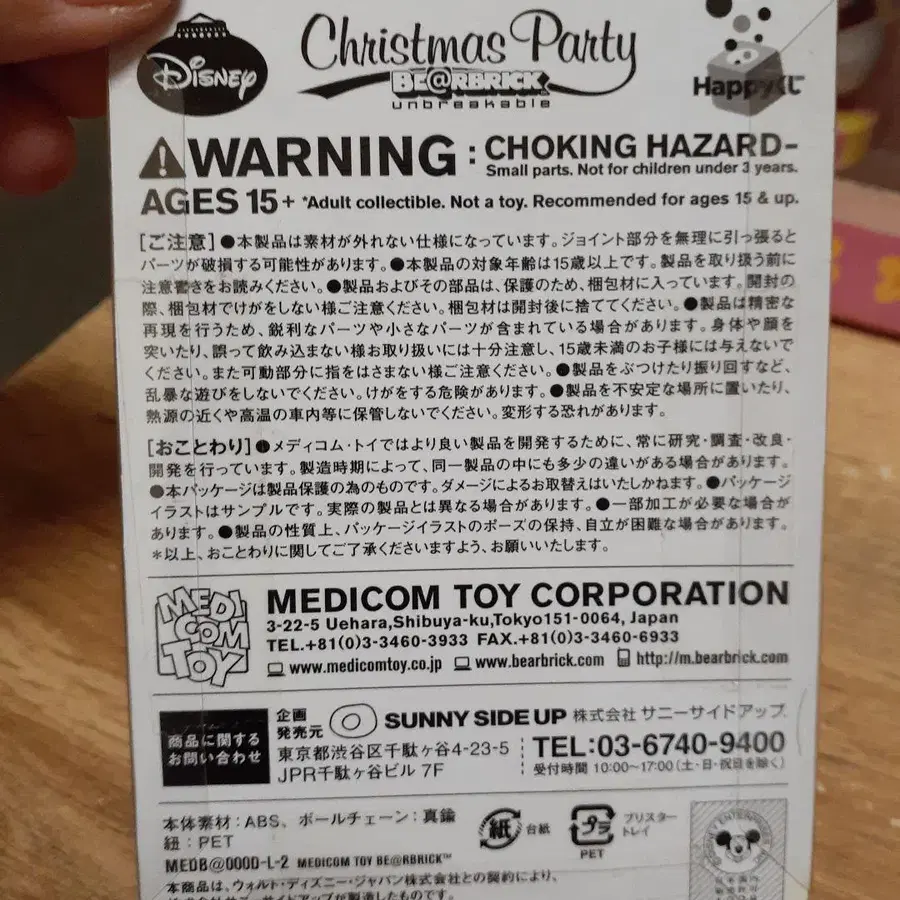 Disney
Christmas Party
BE@RBRICK
unbreakable
Happyくじ
WARNING : CHOKING HAZARD-
Small parts. Not for children under 3 years.
AGES 15+ *Adult collectible. Not a toy. Recommended for ages 15 & up.
[ご注意]●本製品は素材が外れない仕様になっています。ジョイント部分を無理に引っ張ると
パーツが破損する可能性があります。●本製品の対象年齢は15歳以上です。製品を取り扱う前に
注意書きをお読みください。●製品およびその部品は、保護のため、梱包材に入っています。開封の
際、梱包材でけがをしない様ご注意ください。梱包材は開封後に捨ててください。●製品は精密な
再現を行うため、鋭利なパーツや小さなパーツが含まれている場合があります。身体や顔を
突いたり、誤って飲み込まない様お取り扱いには十分注意し、15歳未満のお子様には与えないで
ください。また可動部分に指をはさまない様ご注意ください。●製品をぶつけたり振り回すなど、
乱暴な遊びをしないでください。けがをする危険があります。●製品を不安定な場所に置いたり、
熱源の近くや高温の車内等に保管しないでください。変形する恐れがあります。
[おことわり]●メディコム・トイではより良い製品を開発するために、常に研究・調査・改良・
開発を行っています。製造時期によって、同一製品の中にも多少の違いがある場合があります。
●本パッケージは製品保護の為のものです。ダメージによるお取替えはいたしかねます。●パッケージ
イラストはサンプルです。実際の製品とは異なる場合があります。●一部加工が必要な場合が
あります。●製品の性質上、パッケージイラストのポーズの保持、自立が困難な場合があります。
*以上、おことわりに関してご了承くださいますよう、お願いいたします。
MEDI
COM
TOY
MEDICOM TOY CORPORATION
3-22-5 Uehara,Shibuya-ku,Tokyo151-0064, Japan
TEL.+81(0)3-3460-3933 FAX.+81(0)3-3460-6933
www.medicomtoy.co.jp www.bearbrick.com http://m.bearbrick.com
商品に関する
お問い合わせ
企画
発売元
SUNNY SIDE UP 株式会社 サニーサイドアップ
東京都渋谷区千駄ヶ谷4-23-5
JPR千駄ヶ谷ビル 7F
TEL:03-6740-9400
受付時間 10:00~17:00(土・日・祝日を除く)
本体素材:ABS、ボールチェーン:真鍮
紐:PET
紙
台紙
プラ
PET
ブリスター
トレイ
MEDB@000D-L-2 MEDICOM TOY BE@RBRICK™
本商品は、ウォルト・ディズニー・ジャパン株式会社との契約により、
株式会社サニーサイドアップが製造したものです。